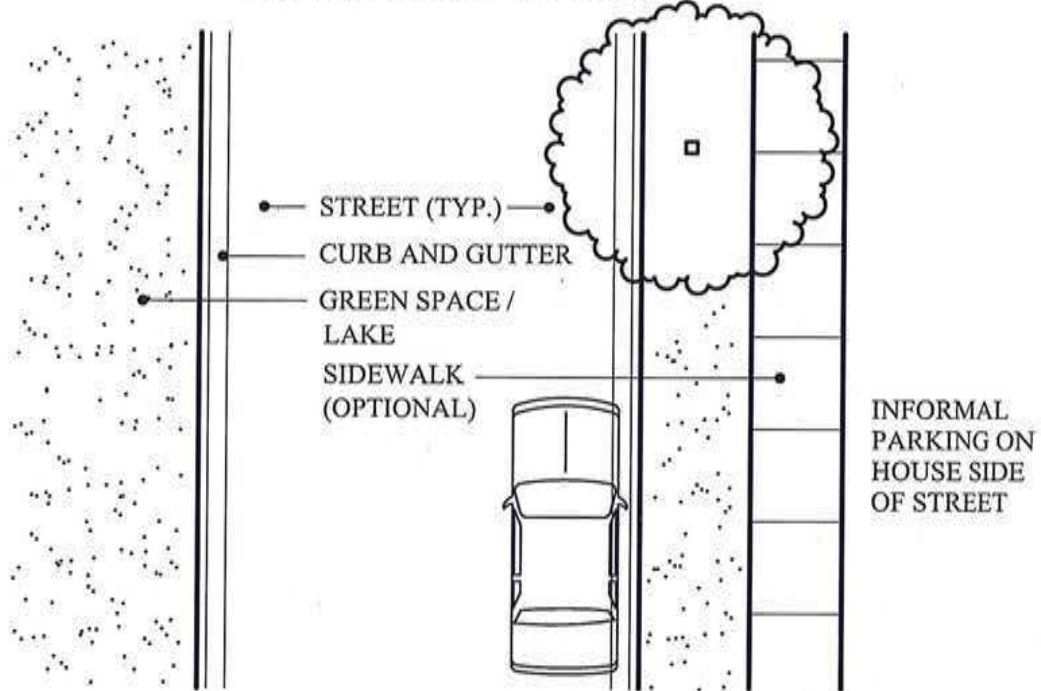 STREET (TYP.)
CURB AND GUTTER
GREEN SPACE /
LAKE
SIDEWALK
(OPTIONAL)
INFORMAL
PARKING ON
HOUSE SIDE
OF STREET